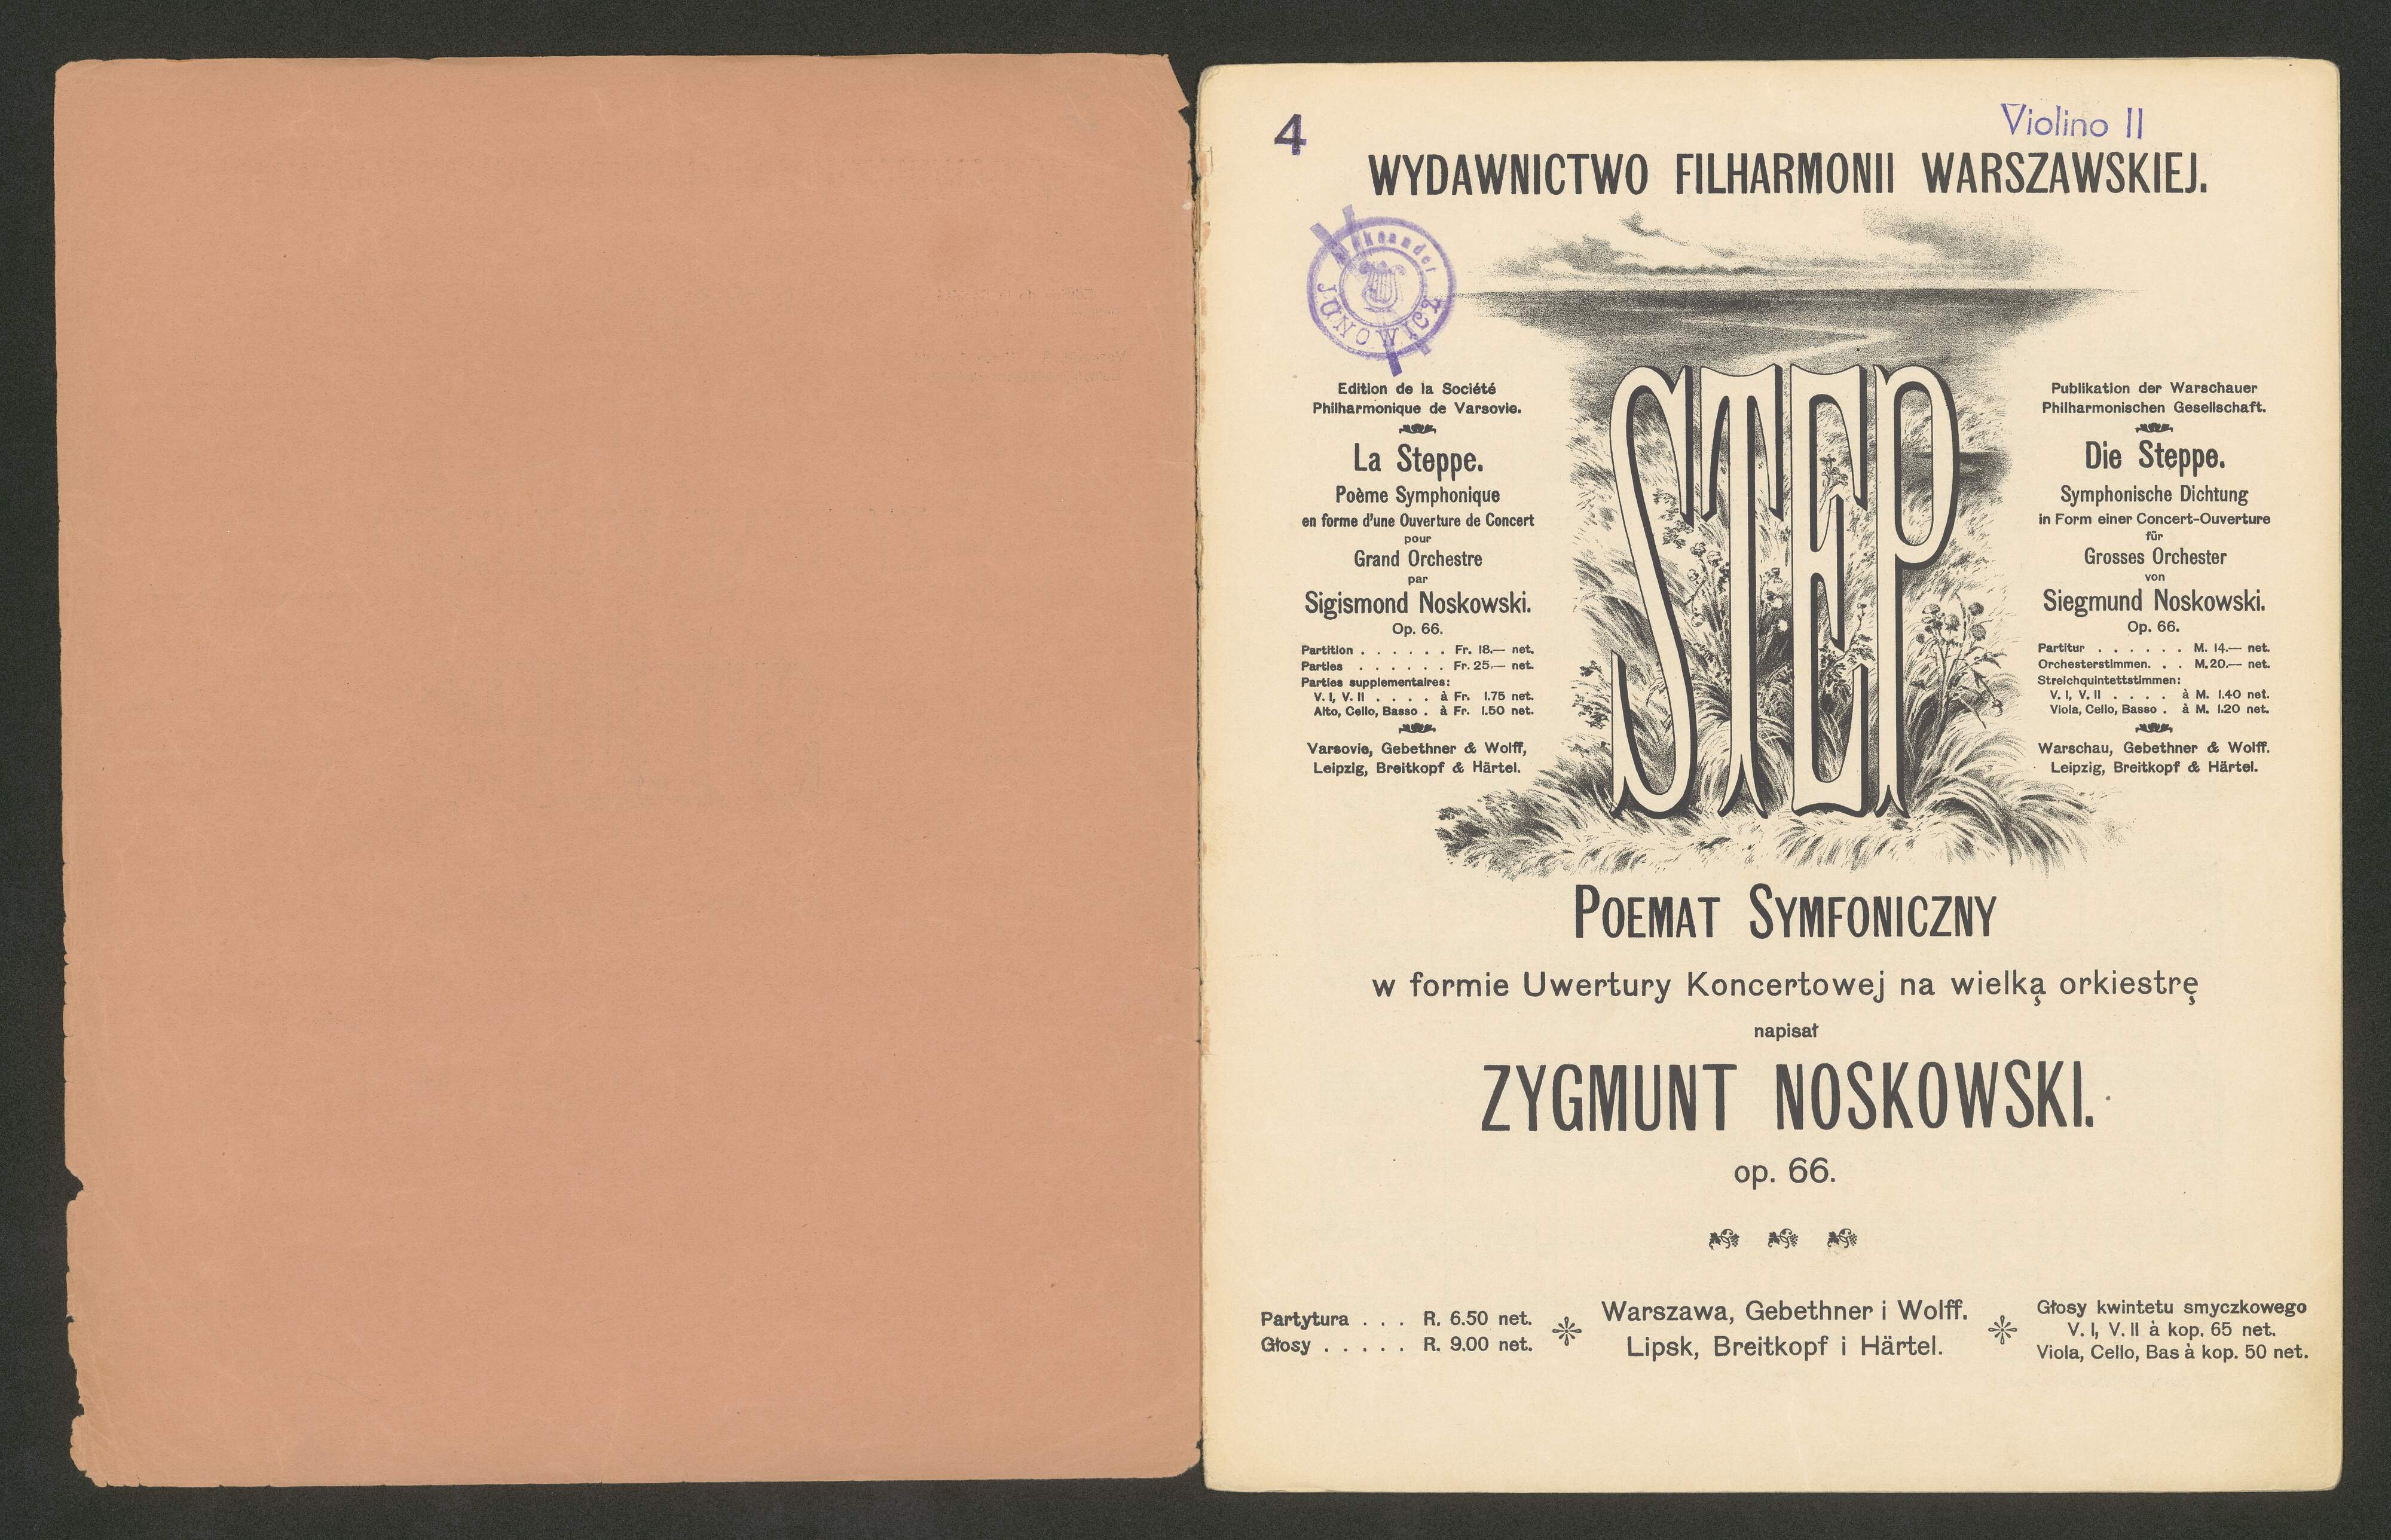 4
Violino II
WYDAWNICTWO FILHARMONII WARSZAWSKIEJ.
JUNOWICZ
Edition de la Société
Philharmonique de Varsovie.
La Steppe.
Poème Symphonique
en forme d'une Ouverture de Concert
pour
Grand Orchestre
par
Sigismond Noskowski.
Op. 66.
Partition . . . . . . Fr. 18.— net.
Parties . . . . . . Fr. 25.— net.
Parties supplementaires:
V. I, V. II . . . . à Fr. 1.75 net.
Alto, Cello, Basso . à Fr. 1.50 net.
Varsovie, Gebethner & Wolff,
Leipzig, Breitkopf & Härtel.
STEP
Publikation der Warschauer
Philharmonischen Gesellschaft.
Die Steppe.
Symphonische Dichtung
in Form einer Concert-Ouverture
für
Grosses Orchester
von
Siegmund Noskowski.
Op. 66.
Partitur . . . . . . M. 14.— net.
Orchesterstimmen. . . M. 20.— net.
Streichquintettstimmen:
V. I, V. II . . . . à M. 1.40 net.
Viola, Cello, Basso . à M. 1.20 net.
Warschau, Gebethner & Wolff.
Leipzig, Breitkopf & Härtel.
POEMAT SYMFONICZNY
w formie Uwertury Koncertowej na wielką orkiestrę
napisał
ZYGMUNT NOSKOWSKI.
op. 66.
Partytura . . . R. 6.50 net.
Głosy . . . . . R. 9.00 net.
Warszawa, Gebethner i Wolff.
Lipsk, Breitkopf i Härtel.
Głosy kwintetu smyczkowego
V. I, V. II à kop. 65 net.
Viola, Cello, Bas à kop. 50 net.